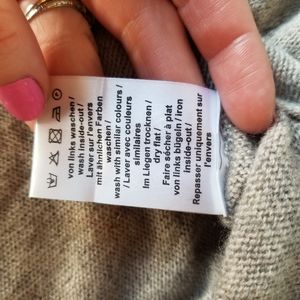 von links waschen /
wash inside-out /
Laver sur l'envers
mit ähnlichen Farben
waschen /
wash with similar colours /
/ Laver avec couleurs
similaires
Im Liegen trocknen /
dry flat /
Faire sécher à plat
von links bügeln / iron
inside-out /
Repasser uniquement sur
l'envers